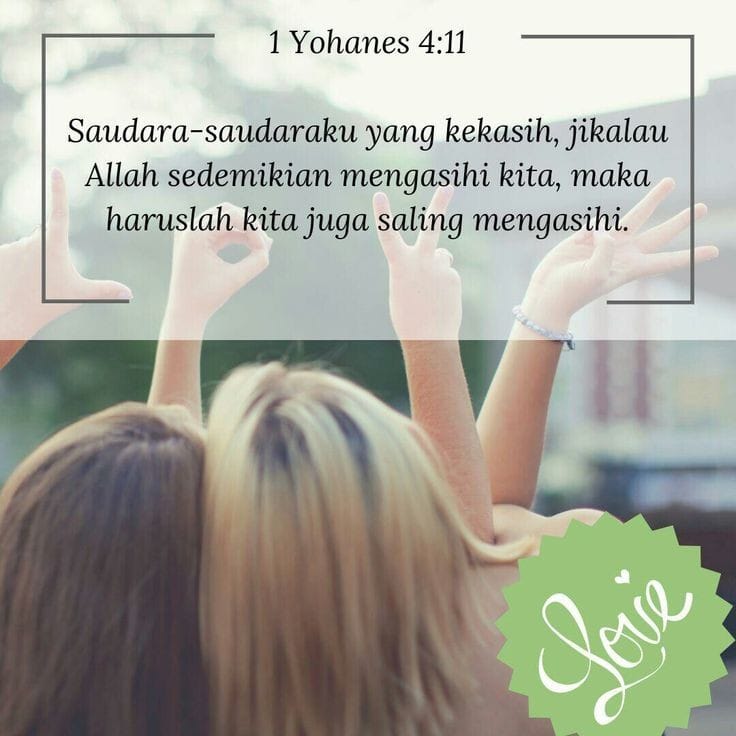 1 Yohanes 4:11
Saudara-saudaraku yang kekasih, jikalau
Allah sedemikian mengasihi kita, maka
haruslah kita juga saling mengasihi.
Love